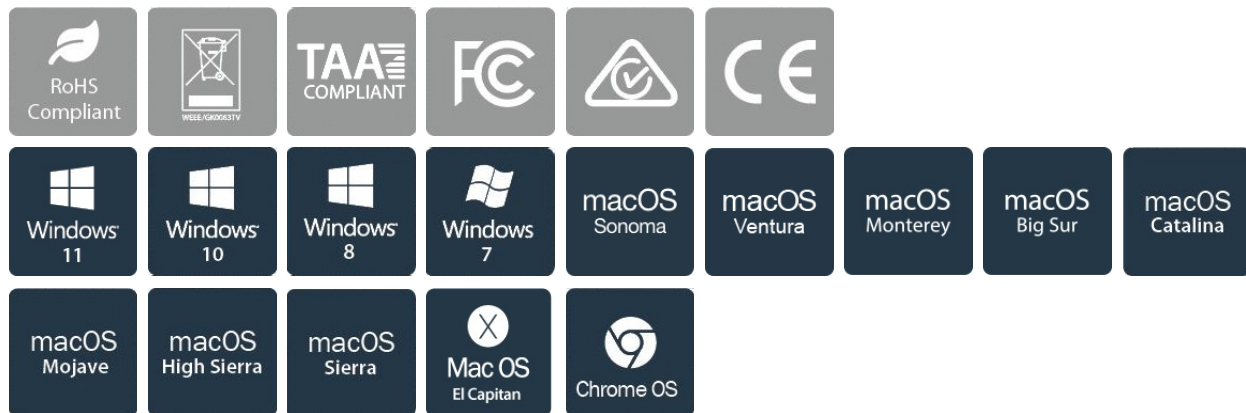 RoHS
Compliant
WEEE/GK0083TV
TAA
COMPLIANT
FC
CE
Windows
11
Windows
10
Windows
8
Windows
7
macOS
Sonoma
macOS
Ventura
macOS
Monterey
macOS
Big Sur
macOS
Catalina
macOS
Mojave
macOS
High Sierra
macOS
Sierra
X
Mac OS
El Capitan
Chrome OS